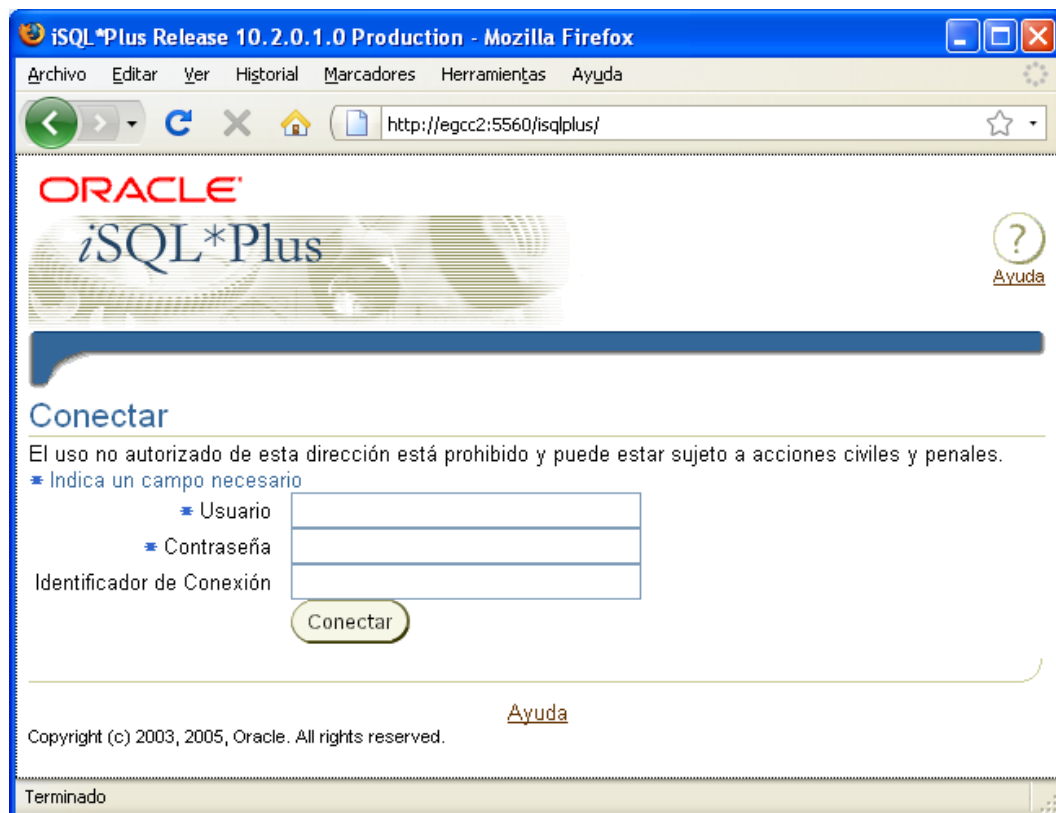 iSQL*Plus Release 10.2.0.1.0 Production - Mozilla Firefox
Archivo Editar Ver Historial Marcadores Herramientas Ayuda
http://egcc2:5560/isqlplus/
ORACLE
iSQL*Plus
?
Ayuda
Conectar
El uso no autorizado de esta dirección está prohibido y puede estar sujeto a acciones civiles y penales.
* Indica un campo necesario
* Usuario
* Contraseña
Identificador de Conexión
Conectar
Ayuda
Copyright (c) 2003, 2005, Oracle. All rights reserved.
Terminado